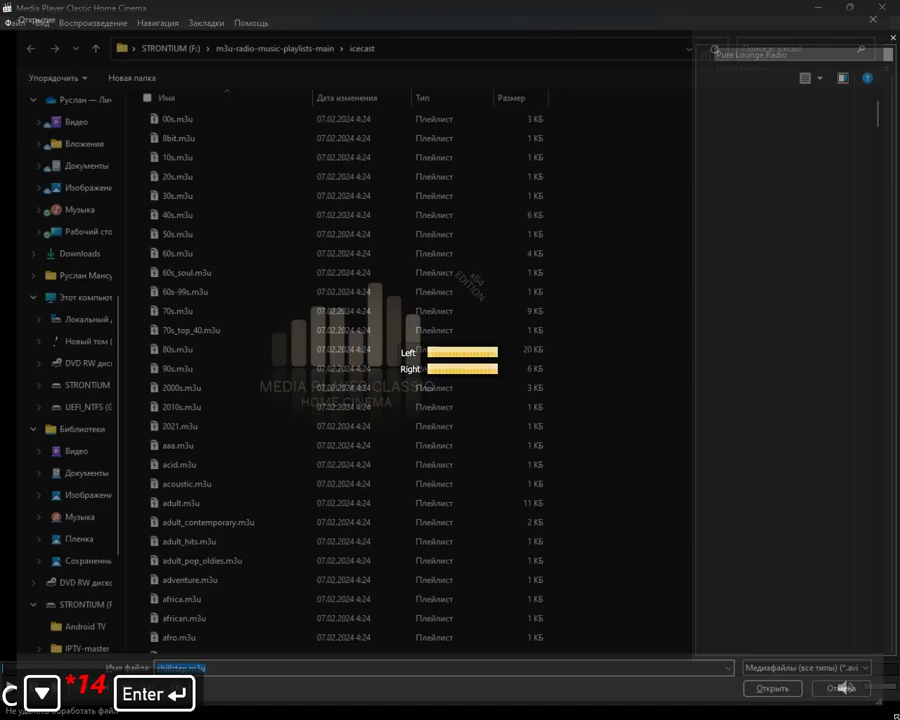 Media Player Classic Home Cinema
Открытие
Файл Вид Воспроизведение Навигация Закладки Помощь
STRONTIUM (F:) › m3u-radio-music-playlists-main › icecast
Поиск в: icecast
Pure Lounge Radio
Упорядочить Новая папка
Имя Дата изменения Тип Размер
Руслан — Ли
Видео
Вложения
Документы
Изображени
Музыка
Рабочий сто
Downloads
Руслан Мансу
Этот компьют
Локальный
Новый том (
DVD RW дис
STRONTIUM
UEFI_NTFS (
Библиотеки
Видео
Документы
Изображени
Музыка
Пленка
Сохраненны
DVD RW диско
STRONTIUM (F
Android TV
IPTV-master
00s.m3u 07.02.2024 4:24 Плейлист 3 КБ
8bit.m3u 07.02.2024 4:24 Плейлист 1 КБ
10s.m3u 07.02.2024 4:24 Плейлист 1 КБ
20s.m3u 07.02.2024 4:24 Плейлист 1 КБ
30s.m3u 07.02.2024 4:24 Плейлист 1 КБ
40s.m3u 07.02.2024 4:24 Плейлист 6 КБ
50s.m3u 07.02.2024 4:24 Плейлист 1 КБ
60s.m3u 07.02.2024 4:24 Плейлист 4 КБ
60s_soul.m3u 07.02.2024 4:24 Плейлист 1 КБ
60s-99s.m3u 07.02.2024 4:24 Плейлист 1 КБ
70s.m3u 07.02.2024 4:24 Плейлист 9 КБ
70s_top_40.m3u 07.02.2024 4:24 Плейлист 1 КБ
80s.m3u 07.02.2024 4:24 20 КБ
90s.m3u 07.02.2024 4:24 6 КБ
2000s.m3u 07.02.2024 4:24 Плейлист 3 КБ
2010s.m3u 07.02.2024 4:24 Плейлист 1 КБ
2021.m3u 07.02.2024 4:24 Плейлист 1 КБ
aaa.m3u 07.02.2024 4:24 Плейлист 1 КБ
acid.m3u 07.02.2024 4:24 Плейлист 1 КБ
acoustic.m3u 07.02.2024 4:24 Плейлист 1 КБ
adult.m3u 07.02.2024 4:24 Плейлист 11 КБ
adult_contemporary.m3u 07.02.2024 4:24 Плейлист 2 КБ
adult_hits.m3u 07.02.2024 4:24 Плейлист 1 КБ
adult_pop_oldies.m3u 07.02.2024 4:24 Плейлист 1 КБ
adventure.m3u 07.02.2024 4:24 Плейлист 1 КБ
africa.m3u 07.02.2024 4:24 Плейлист 1 КБ
african.m3u 07.02.2024 4:24 Плейлист 1 КБ
afro.m3u 07.02.2024 4:24 Плейлист 1 КБ
x64
EDITION
Left
Right
MEDIA PLAYER CLASSIC
HOME CINEMA
Имя файла: chillstep.m3u Медиафайлы (все типы) (*.avi
Открыть
*14 Enter
Не удалось обработать файл